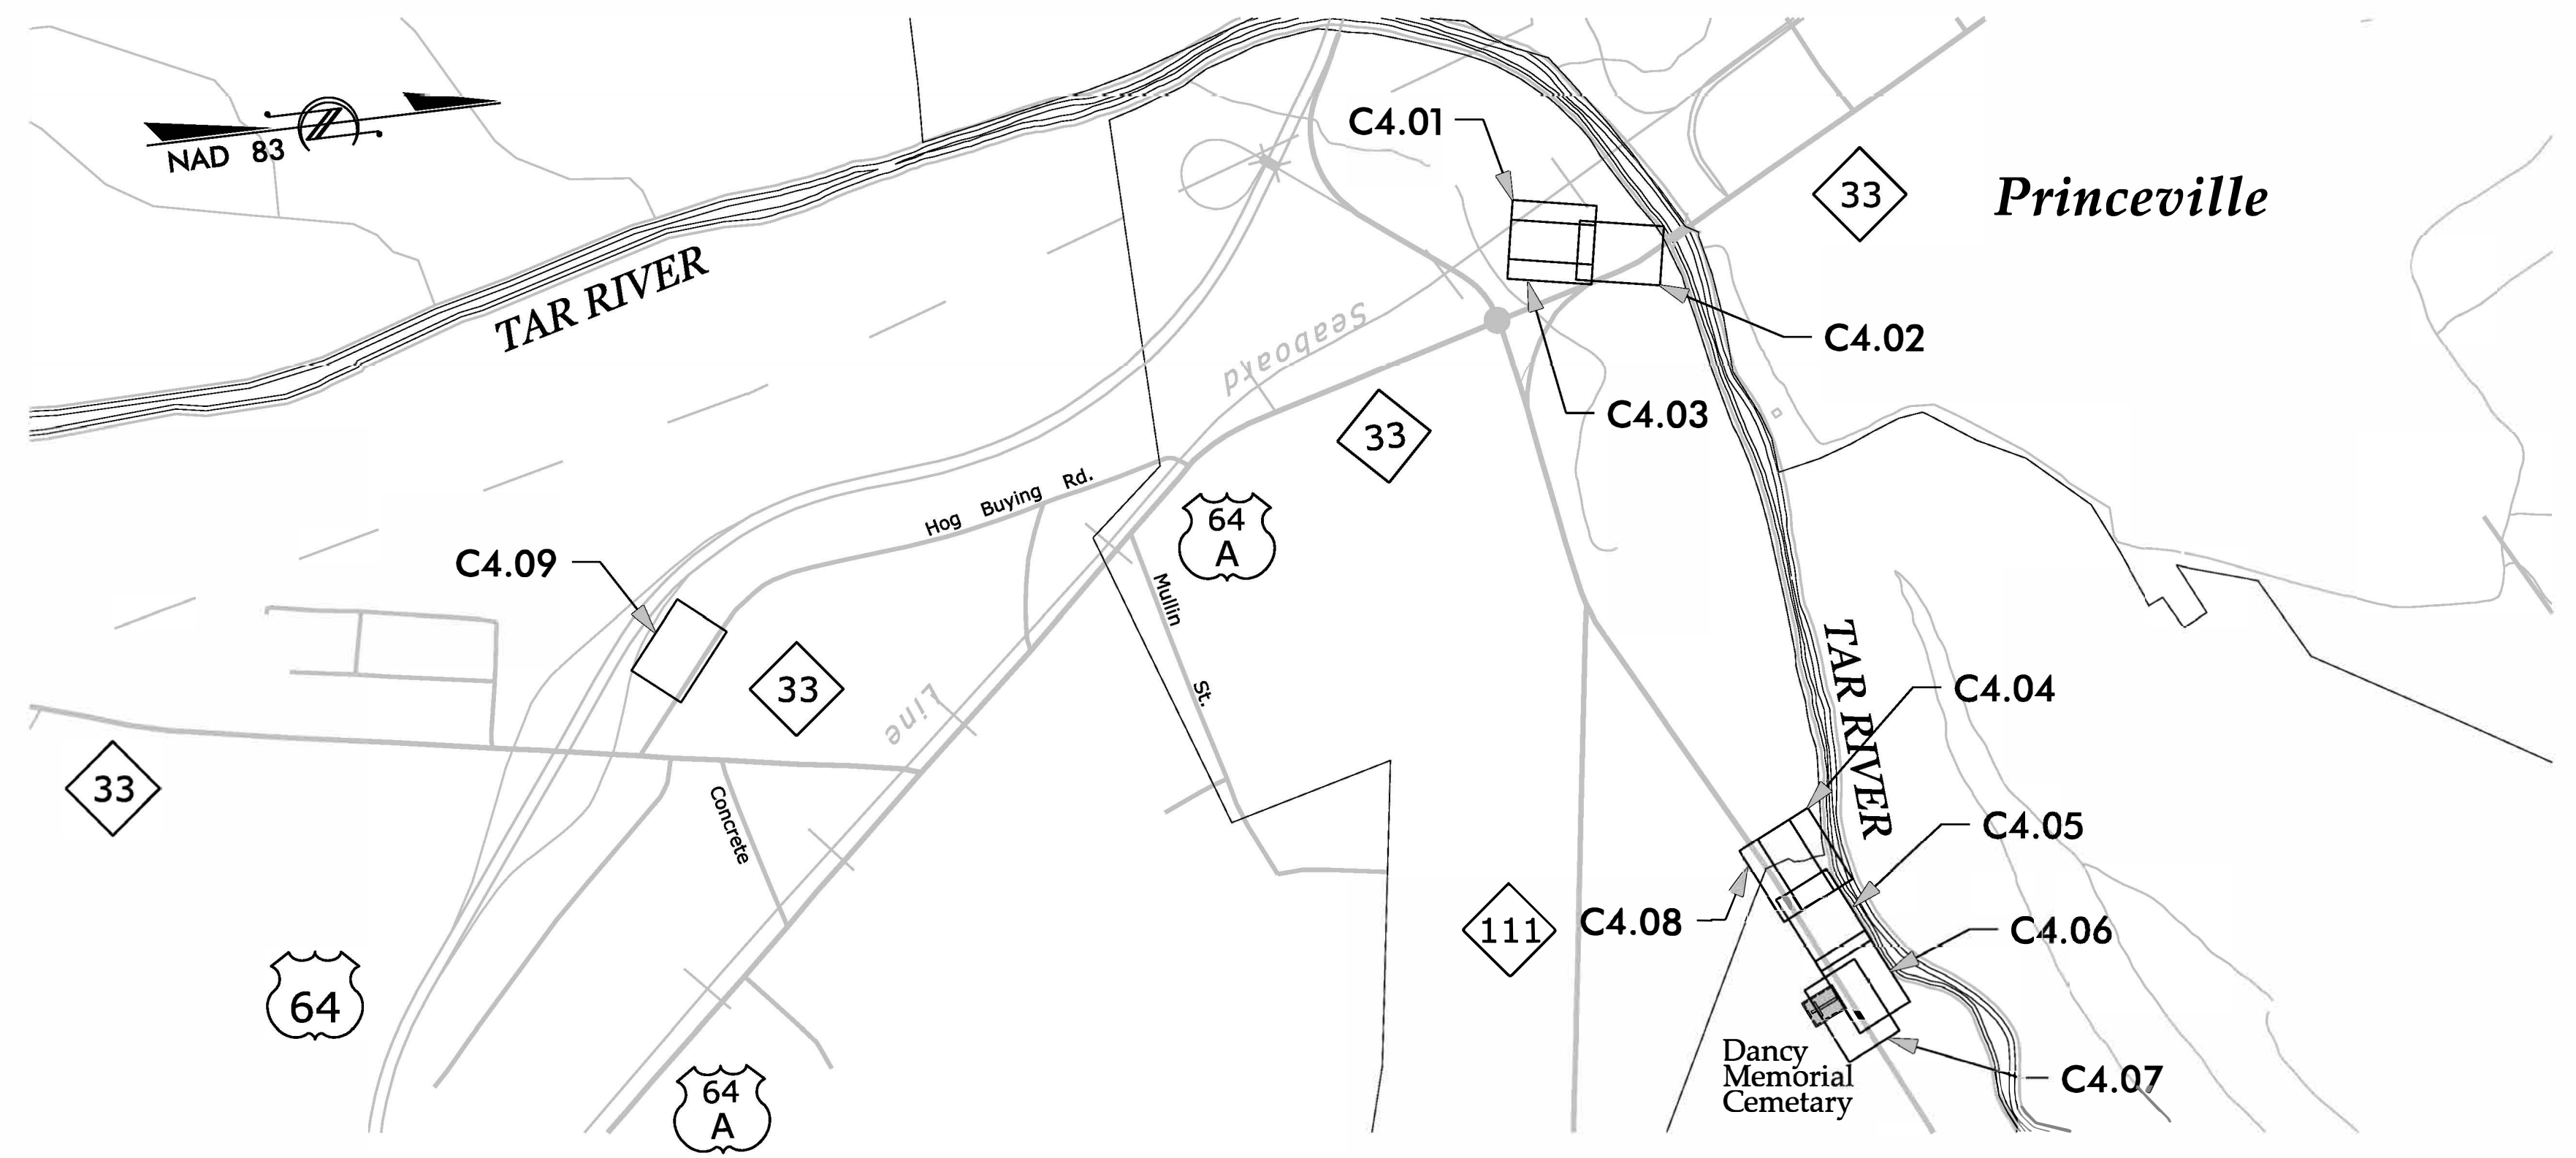 C4.01
NAD 83
33
Princeville
TAR RIVER
Seaboard
C4.02
C4.03
33
Hog Buying Rd.
64
A
C4.09
Mullin St.
33
Line
TAR RIVER
C4.04
33
Concrete
C4.05
111
C4.08
C4.06
64
Dancy
Memorial
Cemetary
C4.07
64
A